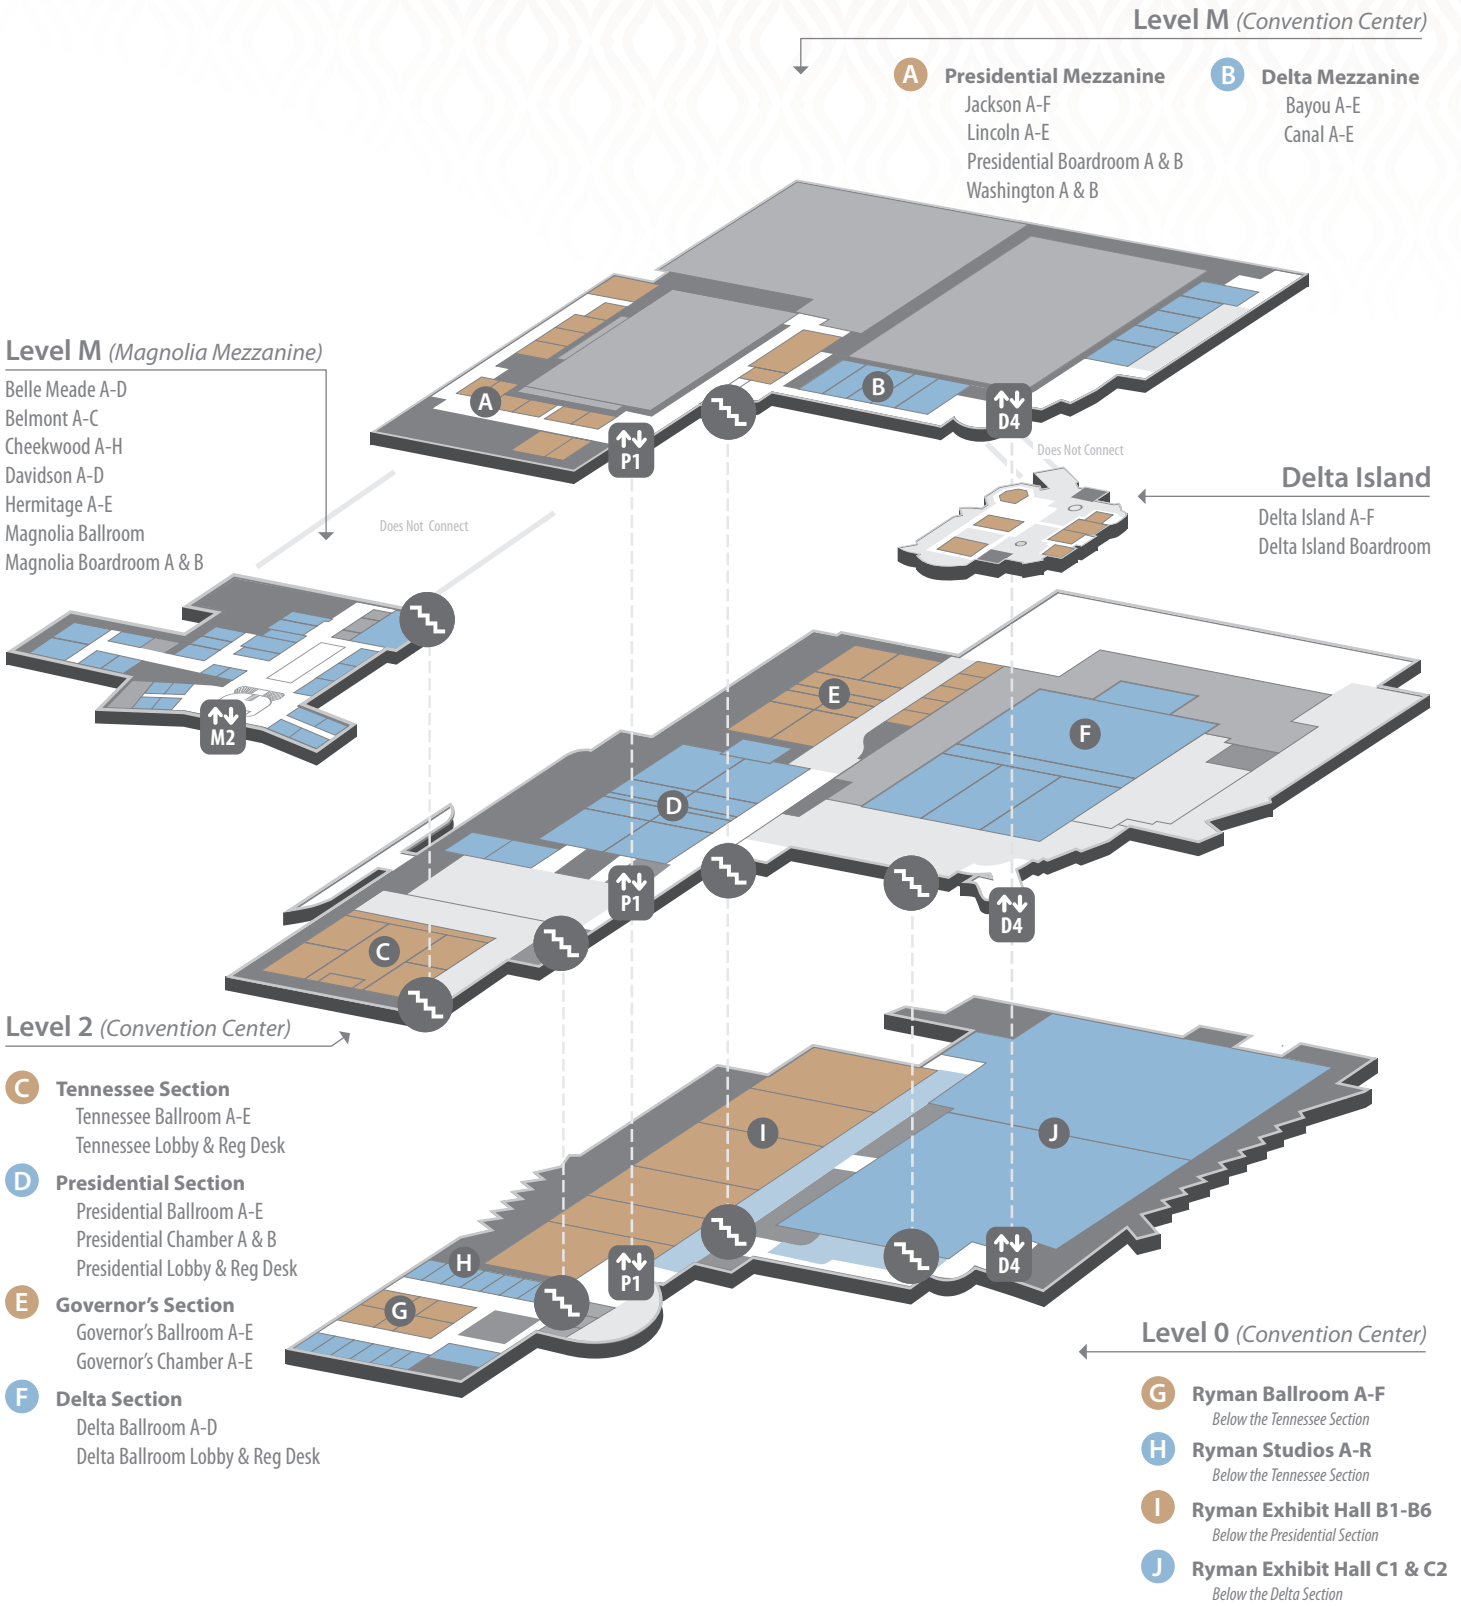 Level M (Convention Center)
A Presidential Mezzanine
Jackson A-F
Lincoln A-E
Presidential Boardroom A & B
Washington A & B
B Delta Mezzanine
Bayou A-E
Canal A-E
Level M (Magnolia Mezzanine)
Belle Meade A-D
Belmont A-C
Cheekwood A-H
Davidson A-D
Hermitage A-E
Magnolia Ballroom
Magnolia Boardroom A & B
A
B
P1
D4
Does Not Connect
Does Not Connect
Delta Island
Delta Island A-F
Delta Island Boardroom
M2
E
F
D
P1
D4
C
Level 2 (Convention Center)
C Tennessee Section
Tennessee Ballroom A-E
Tennessee Lobby & Reg Desk
D Presidential Section
Presidential Ballroom A-E
Presidential Chamber A & B
Presidential Lobby & Reg Desk
E Governor's Section
Governor's Ballroom A-E
Governor's Chamber A-E
F Delta Section
Delta Ballroom A-D
Delta Ballroom Lobby & Reg Desk
I
J
H
G
P1
D4
Level 0 (Convention Center)
G Ryman Ballroom A-F
Below the Tennessee Section
H Ryman Studios A-R
Below the Tennessee Section
I Ryman Exhibit Hall B1-B6
Below the Presidential Section
J Ryman Exhibit Hall C1 & C2
Below the Delta Section